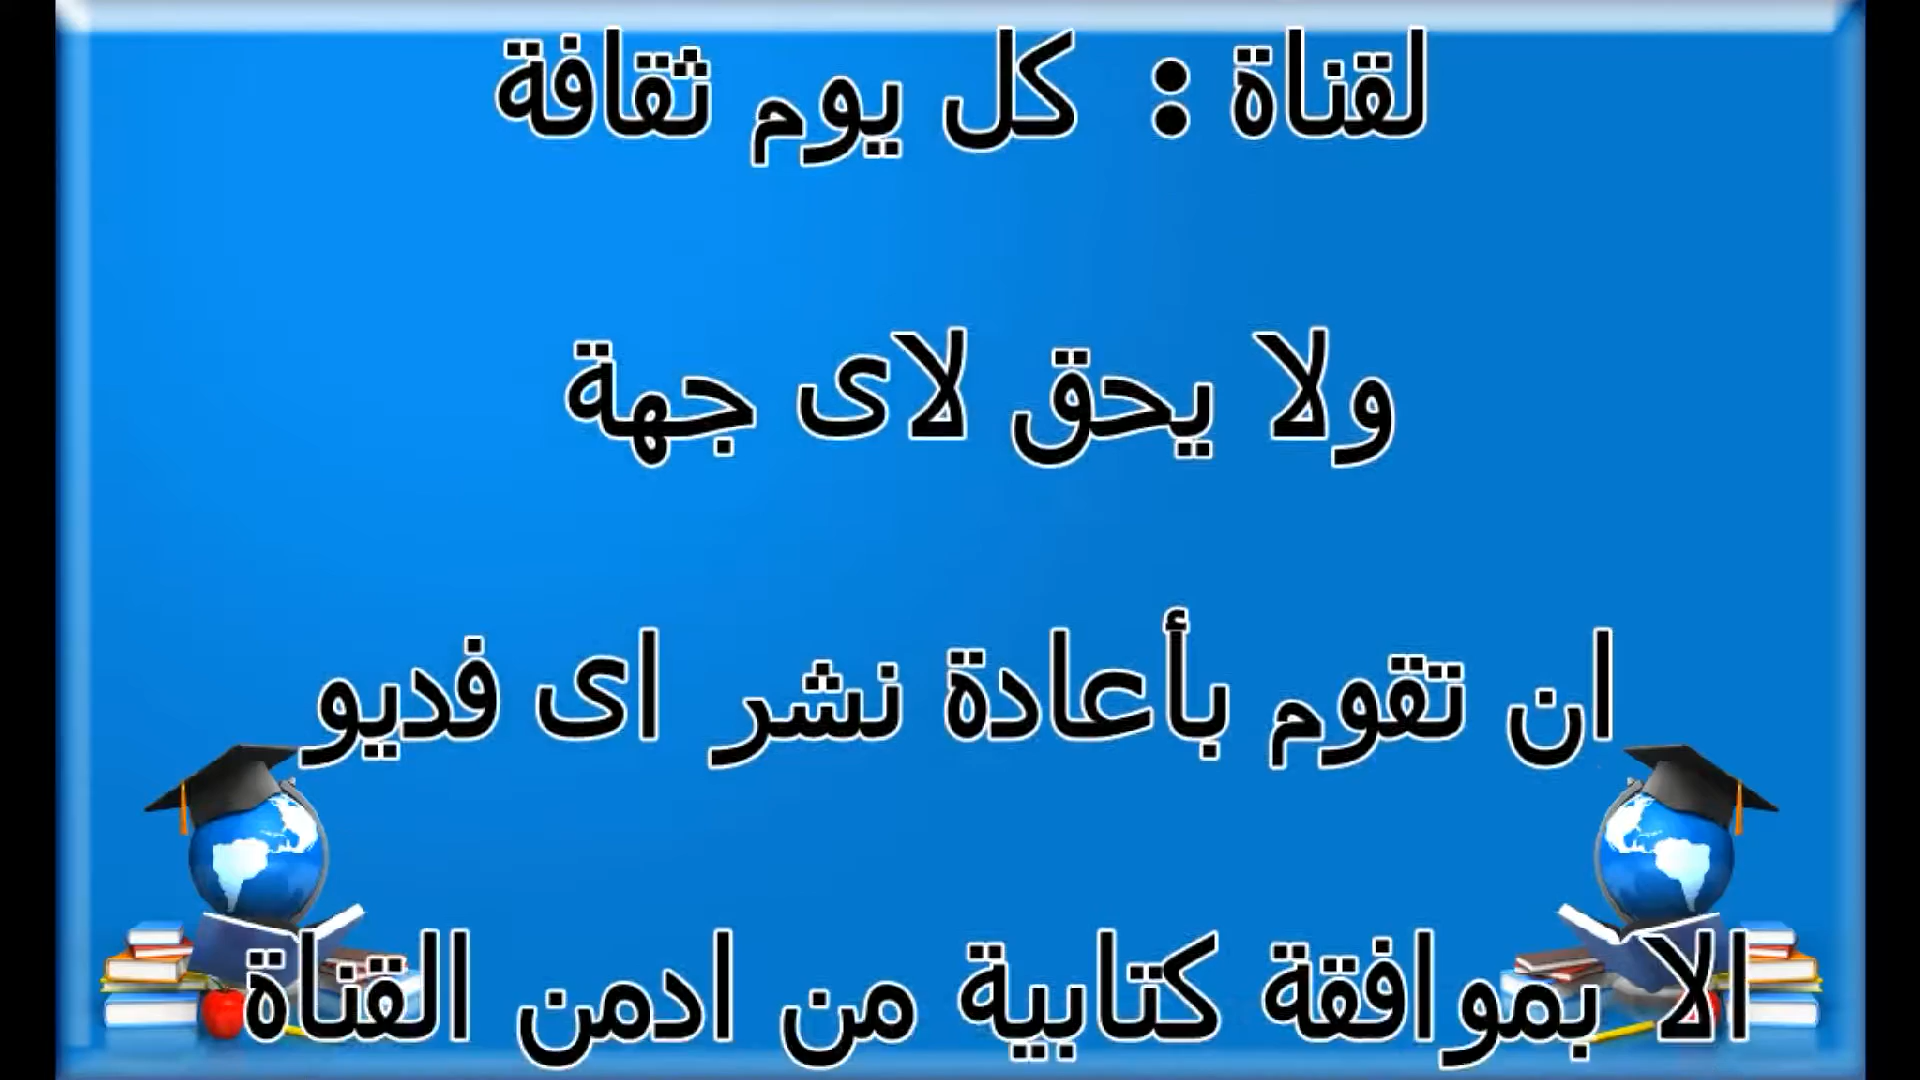 لقناة : كل يوم ثقافة
ولا يحق لاى جهة
ان تقوم بأعادة نشر اى فديو
الا بموافقة كتابية من ادمن القناة